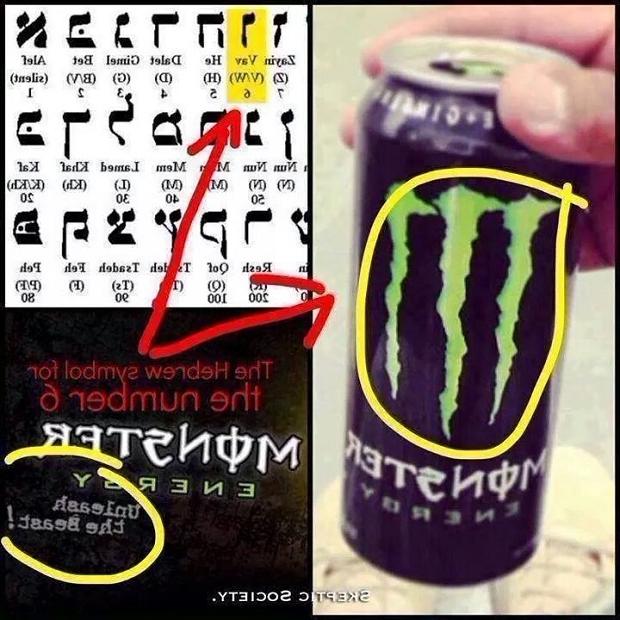 א בּ ג ד ה ו ז
Zayin Vav He Dalet Gimel Bet Alef
(Z) (V/W) (H) (D) (G) (B/V) (silent)
7 6 5 4 3 2 1
Nun Nun Mem Lamed Khaf Kaf
(N) (N) (M) (M) (L) (Kh) (K/Kh)
50 40 30 20
Resh Qof Tsadeh Feh Peh
(R) (Q) (Ts) (Ts) (F) (P/F)
200 100 90 80
The Hebrew symbol for
the number 6
MONSTER
ENERGY
Unleash
the Beast!
MONSTER
ENERGY
SKEPTIC SOCIETY.